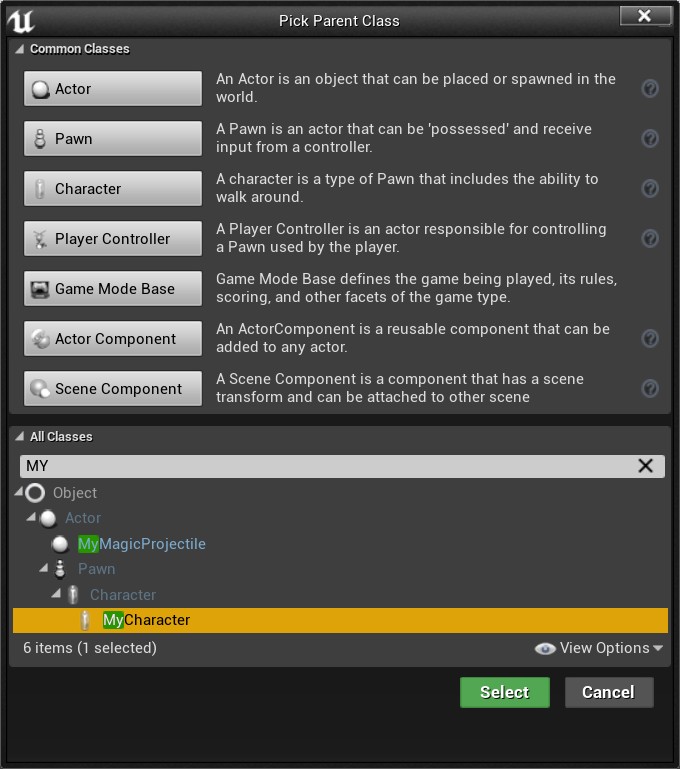 Pick Parent Class
Common Classes
Actor
An Actor is an object that can be placed or spawned in the
world.
Pawn
A Pawn is an actor that can be 'possessed' and receive
input from a controller.
Character
A character is a type of Pawn that includes the ability to
walk around.
Player Controller
A Player Controller is an actor responsible for controlling
a Pawn used by the player.
Game Mode Base
Game Mode Base defines the game being played, its rules,
scoring, and other facets of the game type.
Actor Component
An ActorComponent is a reusable component that can be
added to any actor.
Scene Component
A Scene Component is a component that has a scene
transform and can be attached to other scene
All Classes
MY
Object
Actor
MyMagicProjectile
Pawn
Character
MyCharacter
6 items (1 selected)
View Options
Select
Cancel